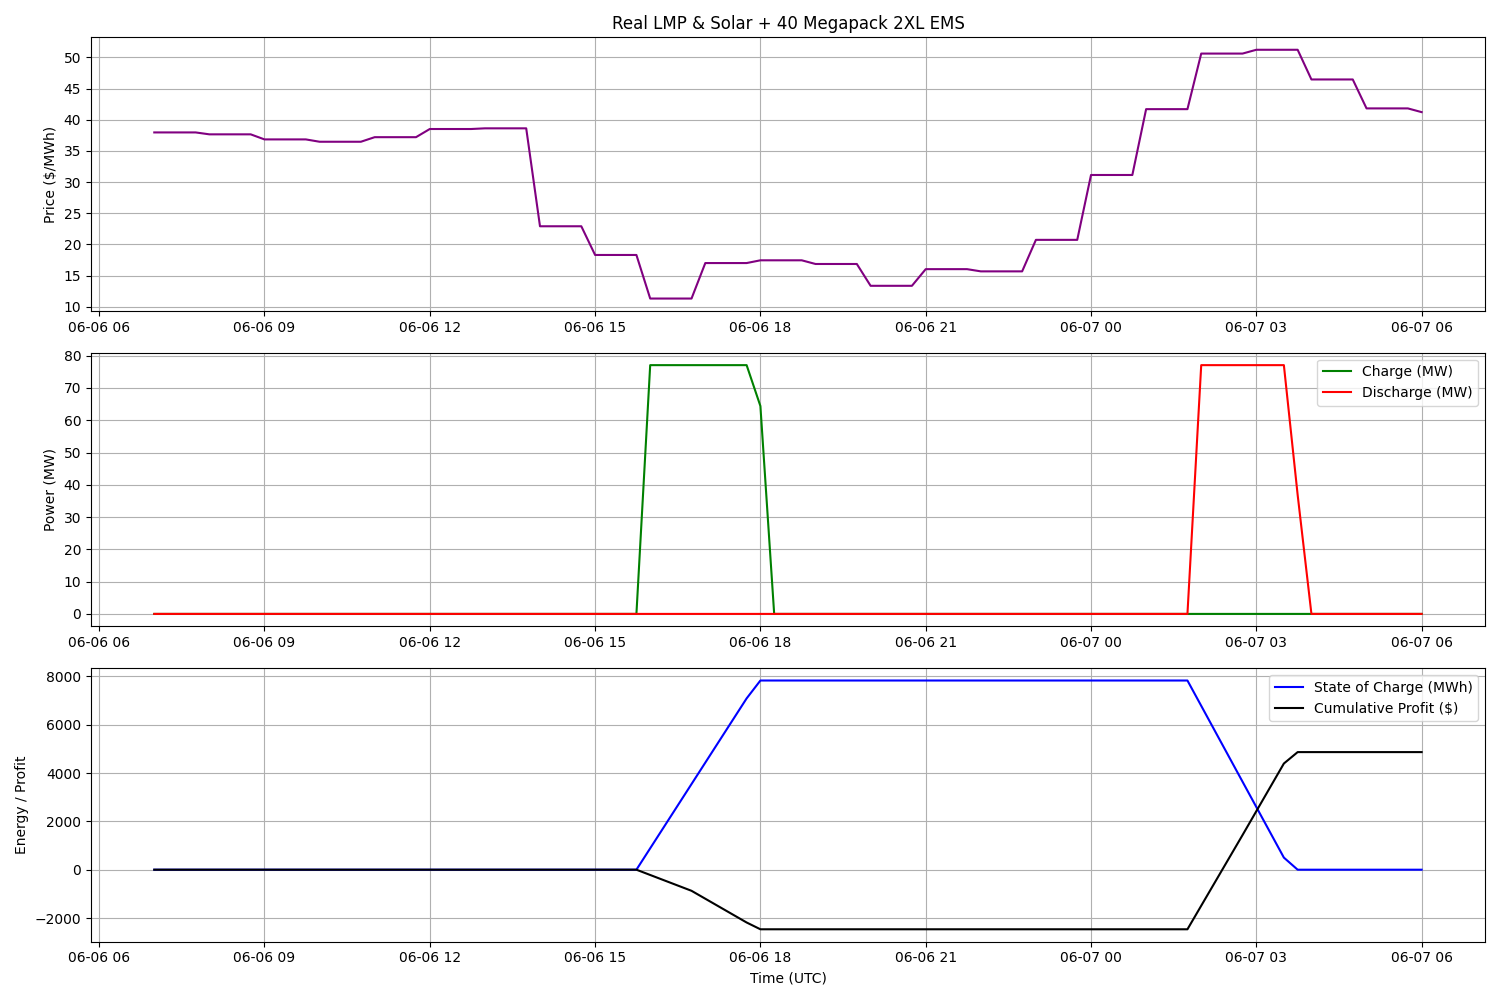 Real LMP & Solar + 40 Megapack 2XL EMS
Price ($/MWh)
50
45
40
35
30
25
20
15
10
06-06 06 06-06 09 06-06 12 06-06 15 06-06 18 06-06 21 06-07 00 06-07 03 06-07 06
Power (MW)
80
70
60
50
40
30
20
10
0
Charge (MW)
Discharge (MW)
06-06 06 06-06 09 06-06 12 06-06 15 06-06 18 06-06 21 06-07 00 06-07 03 06-07 06
Energy / Profit
8000
6000
4000
2000
0
−2000
State of Charge (MWh)
Cumulative Profit ($)
06-06 06 06-06 09 06-06 12 06-06 15 06-06 18 06-06 21 06-07 00 06-07 03 06-07 06
Time (UTC)